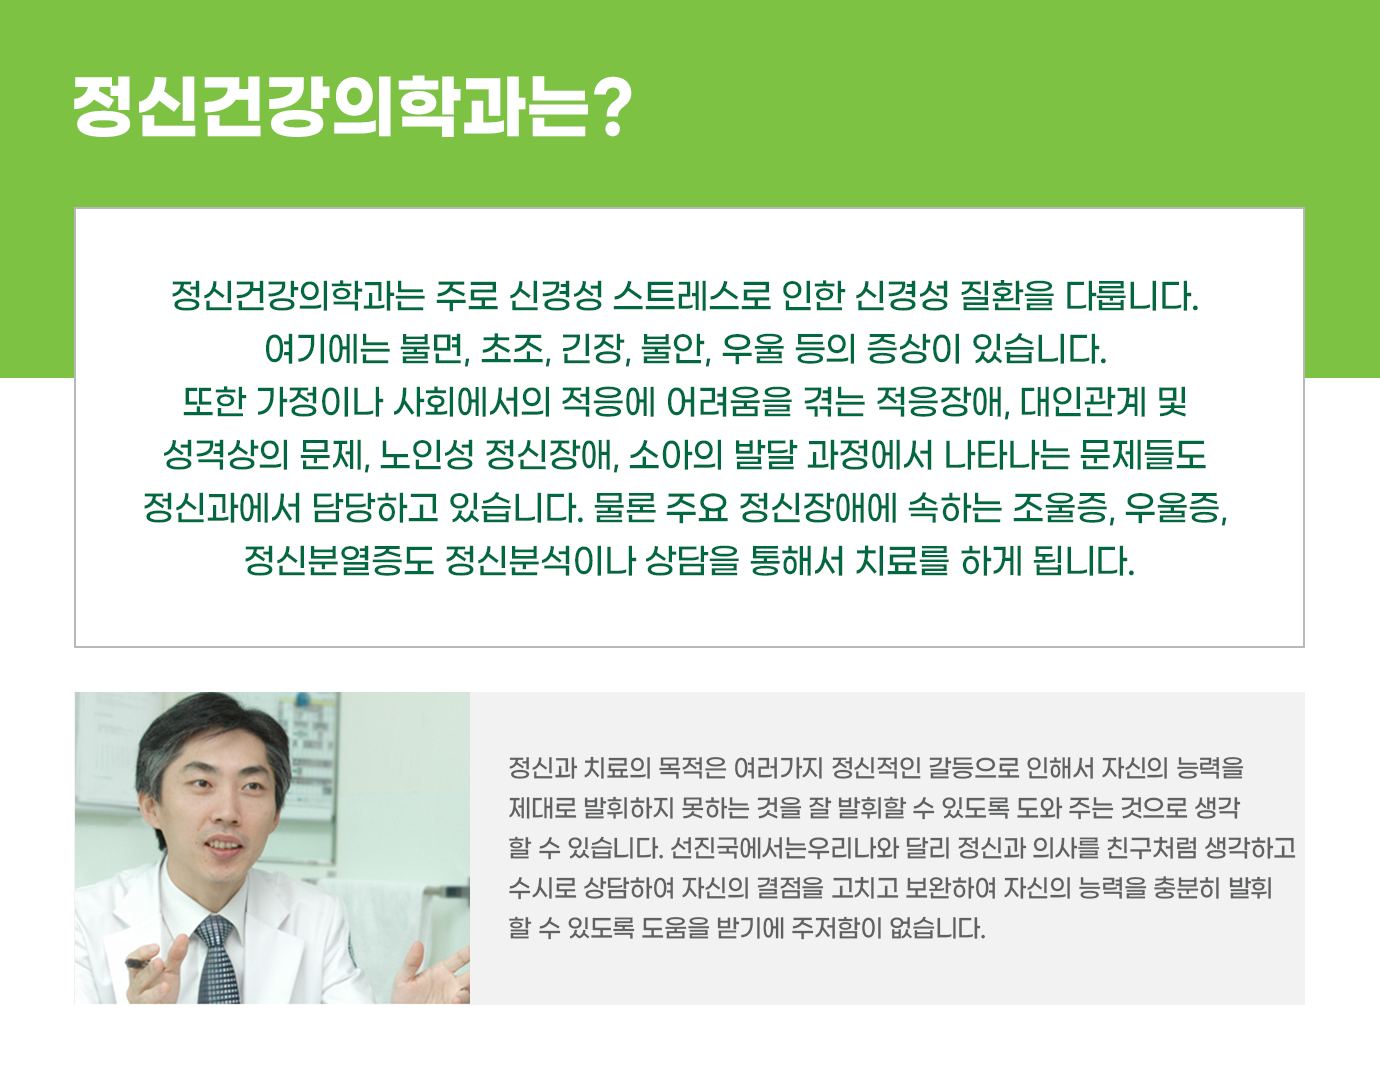 정신건강의학과는?
정신건강의학과는 주로 신경성 스트레스로 인한 신경성 질환을 다룹니다.
여기에는 불면, 초조, 긴장, 불안, 우울 등의 증상이 있습니다.
또한 가정이나 사회에서의 적응에 어려움을 겪는 적응장애, 대인관계 및
성격상의 문제, 노인성 정신장애, 소아의 발달 과정에서 나타나는 문제들도
정신과에서 담당하고 있습니다. 물론 주요 정신장애에 속하는 조울증, 우울증,
정신분열증도 정신분석이나 상담을 통해서 치료를 하게 됩니다.
정신과 치료의 목적은 여러가지 정신적인 갈등으로 인해서 자신의 능력을
제대로 발휘하지 못하는 것을 잘 발휘할 수 있도록 도와 주는 것으로 생각
할 수 있습니다. 선진국에서는우리나와 달리 정신과 의사를 친구처럼 생각하고
수시로 상담하여 자신의 결점을 고치고 보완하여 자신의 능력을 충분히 발휘
할 수 있도록 도움을 받기에 주저함이 없습니다.